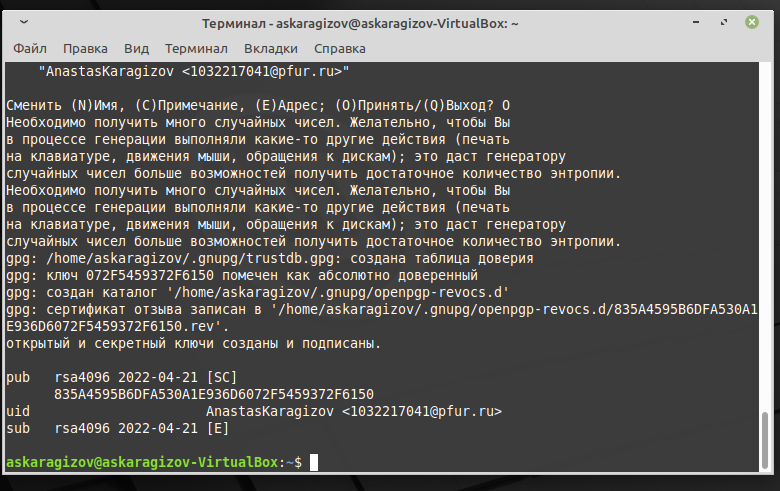 Терминал - askaragizov@askaragizov-VirtualBox: ~
Файл Правка Вид Терминал Вкладки Справка
"AnastasKaragizov <1032217041@pfur.ru>"
Сменить (N)Имя, (C)Примечание, (E)Адрес; (O)Принять/(Q)Выход? O
Необходимо получить много случайных чисел. Желательно, чтобы Вы
в процессе генерации выполняли какие-то другие действия (печать
на клавиатуре, движения мыши, обращения к дискам); это даст генератору
случайных чисел больше возможностей получить достаточное количество энтропии.
Необходимо получить много случайных чисел. Желательно, чтобы Вы
в процессе генерации выполняли какие-то другие действия (печать
на клавиатуре, движения мыши, обращения к дискам); это даст генератору
случайных чисел больше возможностей получить достаточное количество энтропии.
gpg: /home/askaragizov/.gnupg/trustdb.gpg: создана таблица доверия
gpg: ключ 072F5459372F6150 помечен как абсолютно доверенный
gpg: создан каталог '/home/askaragizov/.gnupg/openpgp-revocs.d'
gpg: сертификат отзыва записан в '/home/askaragizov/.gnupg/openpgp-revocs.d/835A4595B6DFA530A1
E936D6072F5459372F6150.rev'.
открытый и секретный ключи созданы и подписаны.
pub rsa4096 2022-04-21 [SC]
835A4595B6DFA530A1E936D6072F5459372F6150
uid AnastasKaragizov <1032217041@pfur.ru>
sub rsa4096 2022-04-21 [E]
askaragizov@askaragizov-VirtualBox:~$